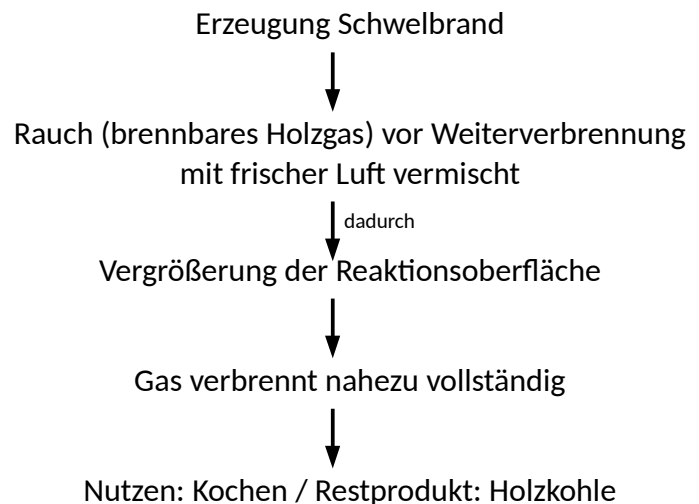 Erzeugung Schwelbrand
Rauch (brennbares Holzgas) vor Weiterverbrennung
mit frischer Luft vermischt
dadurch
Vergrößerung der Reaktionsoberfläche
Gas verbrennt nahezu vollständig
Nutzen: Kochen / Restprodukt: Holzkohle